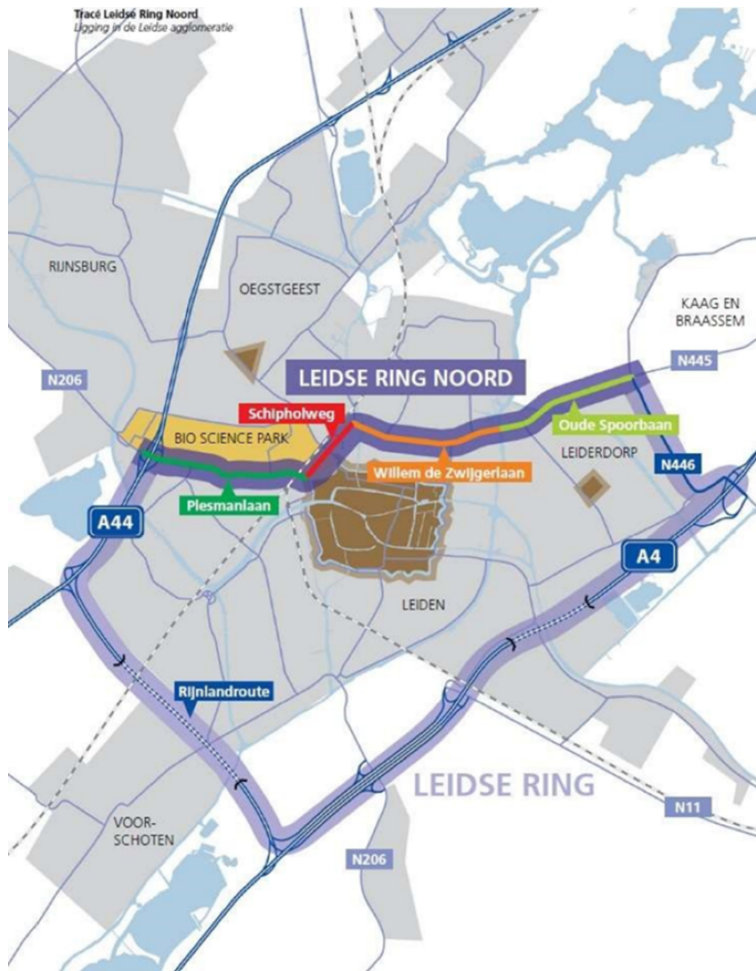 Tracé Leidse Ring Noord
Ligging in de Leidse agglomeratie
RIJNSBURG
OEGSTGEEST
KAAG EN
BRAASSEM
N206
LEIDSE RING NOORD
N445
Schipholweg
BIO SCIENCE PARK
Oude Spoorbaan
LEIDERDORP
Willem de Zwijgerlaan
N446
Plesmanlaan
A44
A4
LEIDEN
Rijnlandroute
LEIDSE RING
N11
VOOR-
SCHOTEN
N206